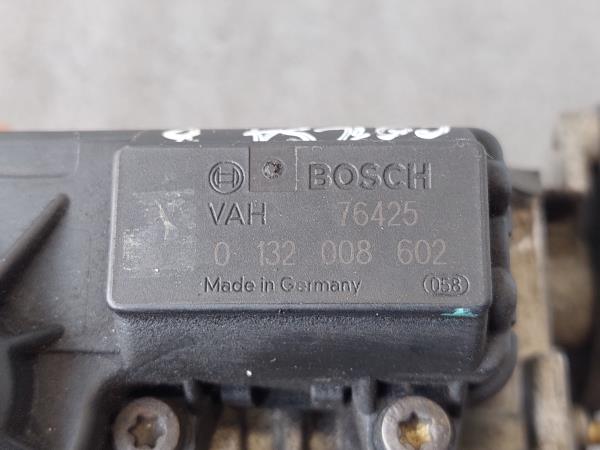 BOSCH
VAH 76425
0 132 008 602
Made in Germany 058